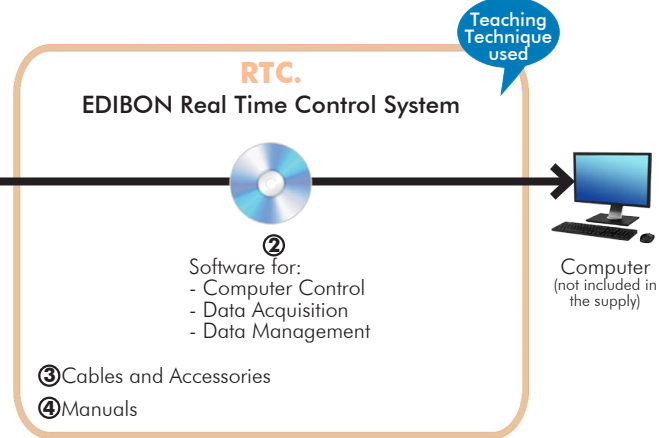 Teaching
Technique
used
RTC.
EDIBON Real Time Control System
②
Software for:
- Computer Control
- Data Acquisition
- Data Management
Computer
(not included in
the supply)
③Cables and Accessories
④Manuals